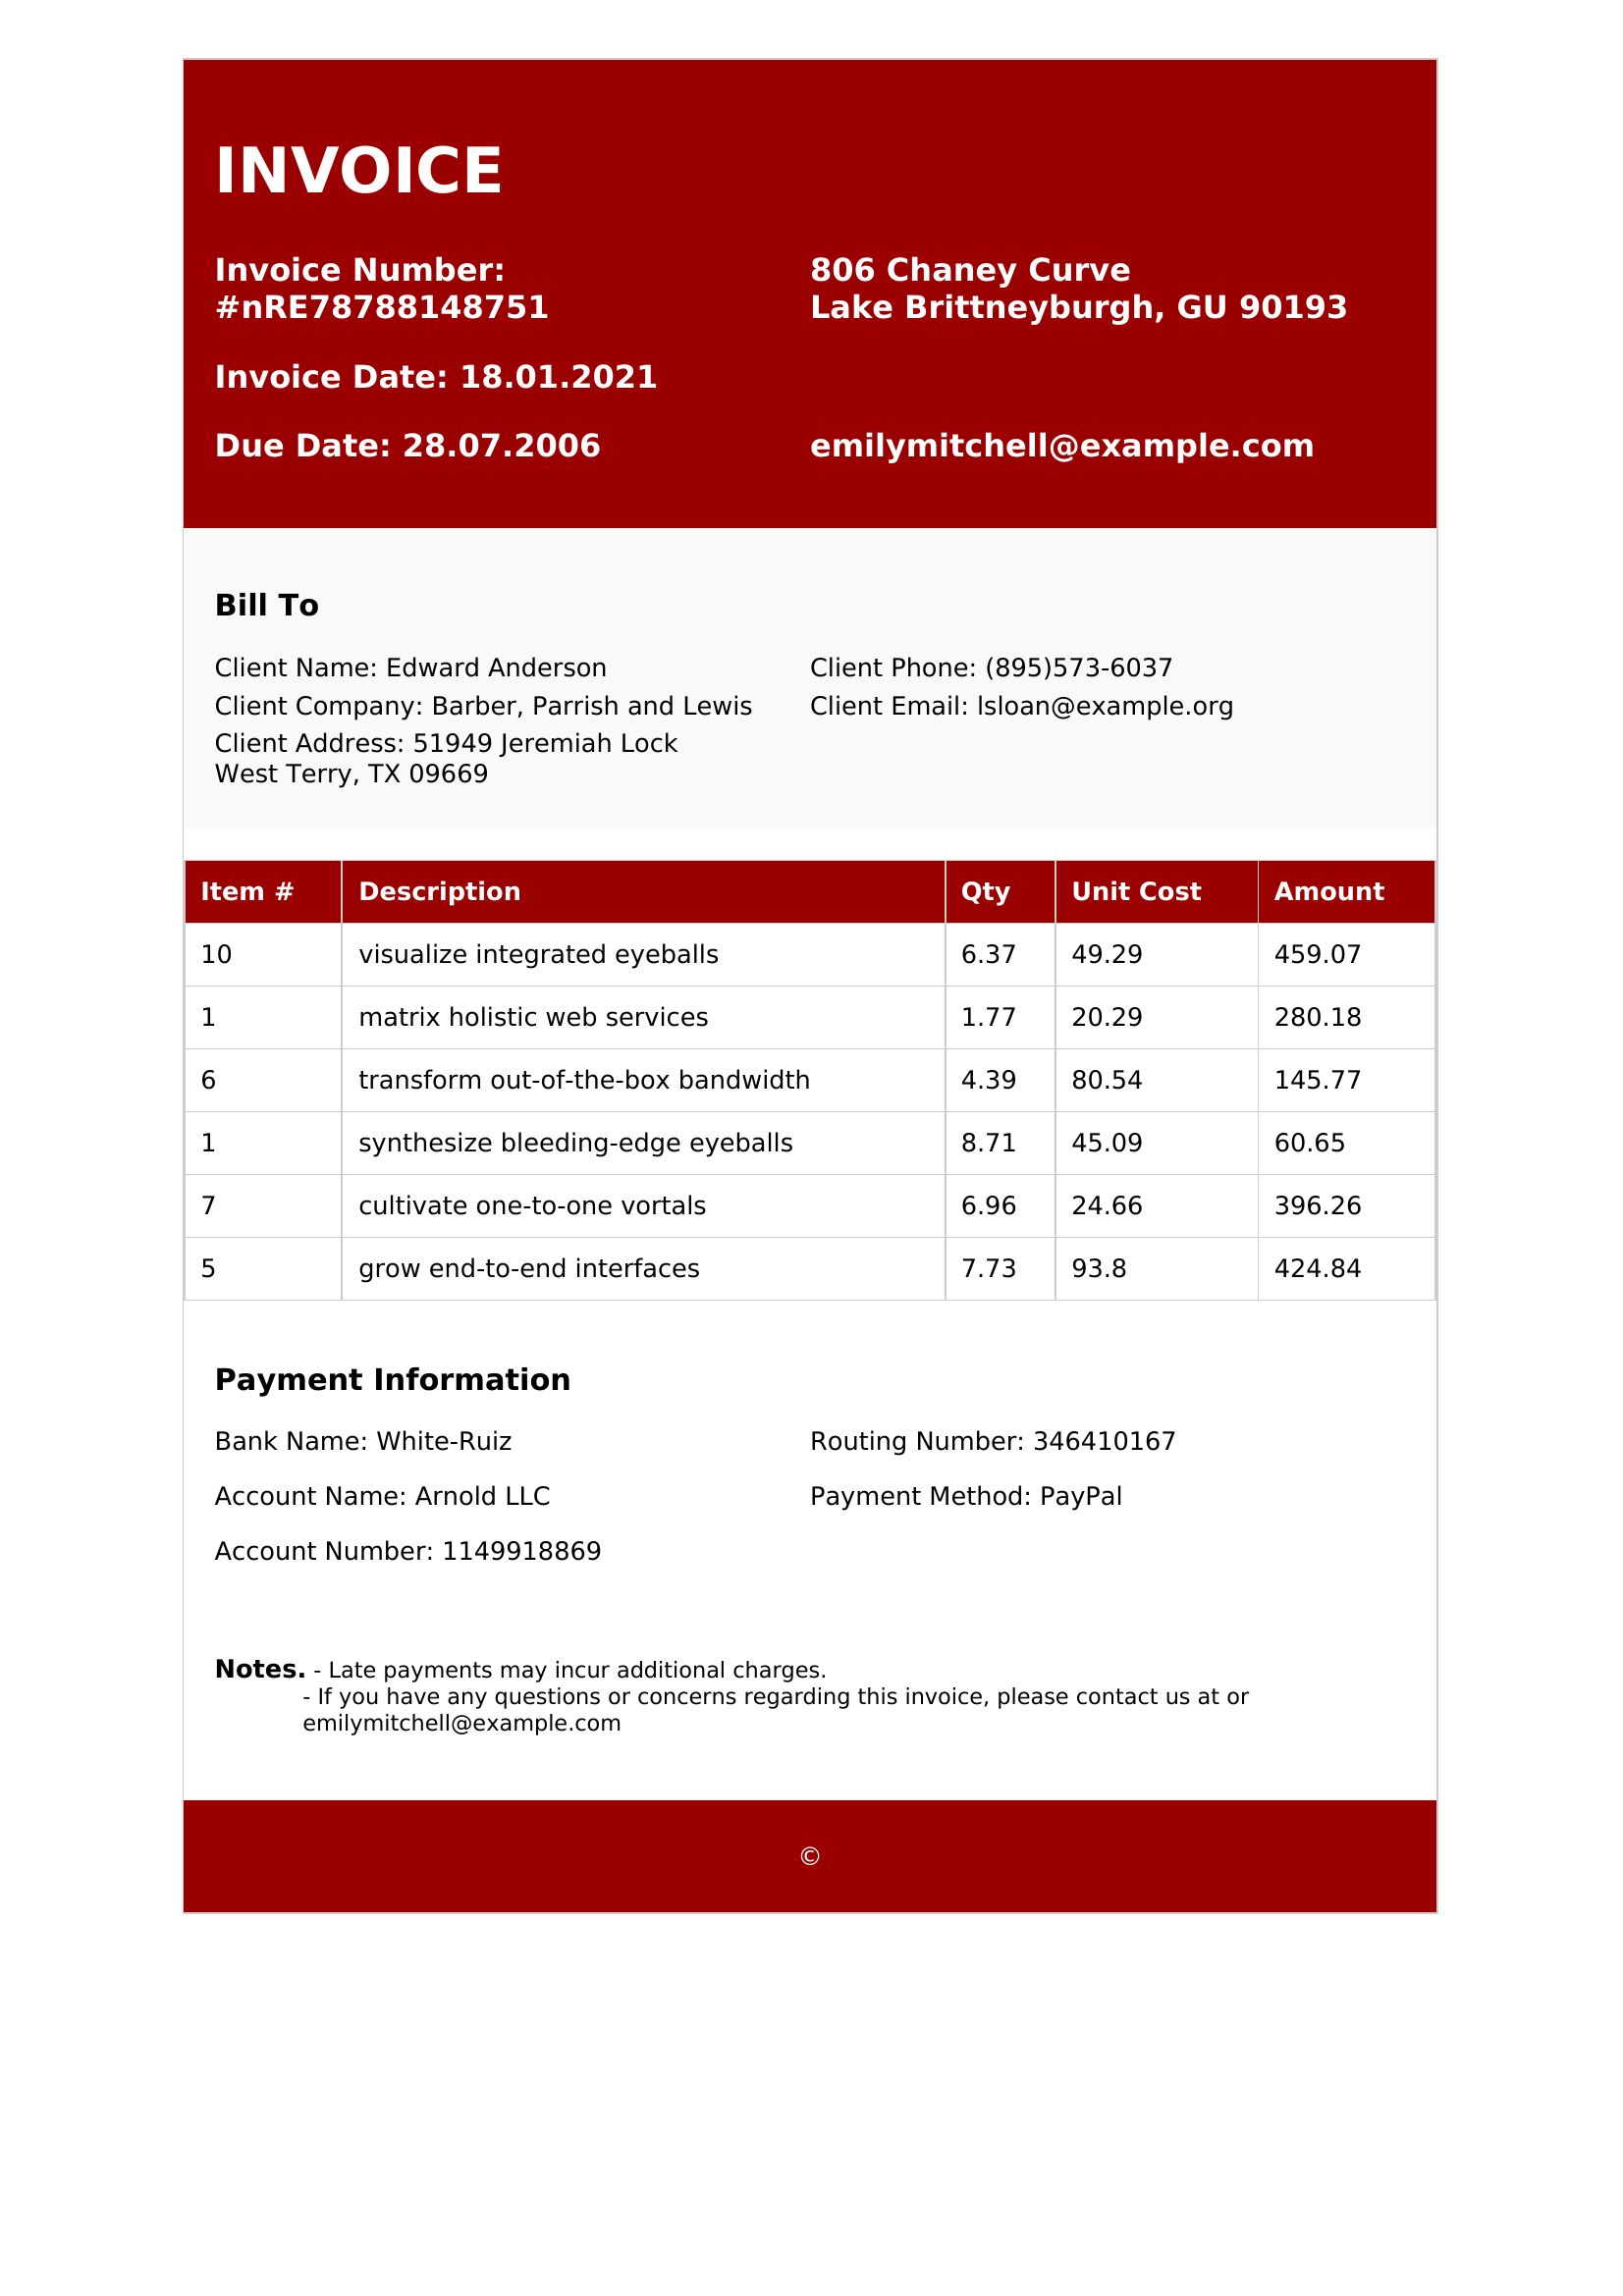 INVOICE
Invoice Number:
#nRE78788148751
806 Chaney Curve
Lake Brittneyburgh, GU 90193
Invoice Date: 18.01.2021
Due Date: 28.07.2006
emilymitchell@example.com
Bill To
Client Name: Edward Anderson
Client Company: Barber, Parrish and Lewis
Client Address: 51949 Jeremiah Lock
West Terry, TX 09669
Client Phone: (895)573-6037
Client Email: lsloan@example.org
Item # Description Qty Unit Cost Amount
10 visualize integrated eyeballs 6.37 49.29 459.07
1 matrix holistic web services 1.77 20.29 280.18
6 transform out-of-the-box bandwidth 4.39 80.54 145.77
1 synthesize bleeding-edge eyeballs 8.71 45.09 60.65
7 cultivate one-to-one vortals 6.96 24.66 396.26
5 grow end-to-end interfaces 7.73 93.8 424.84
Payment Information
Bank Name: White-Ruiz
Account Name: Arnold LLC
Account Number: 1149918869
Routing Number: 346410167
Payment Method: PayPal
Notes. - Late payments may incur additional charges.
- If you have any questions or concerns regarding this invoice, please contact us at or
emilymitchell@example.com
©